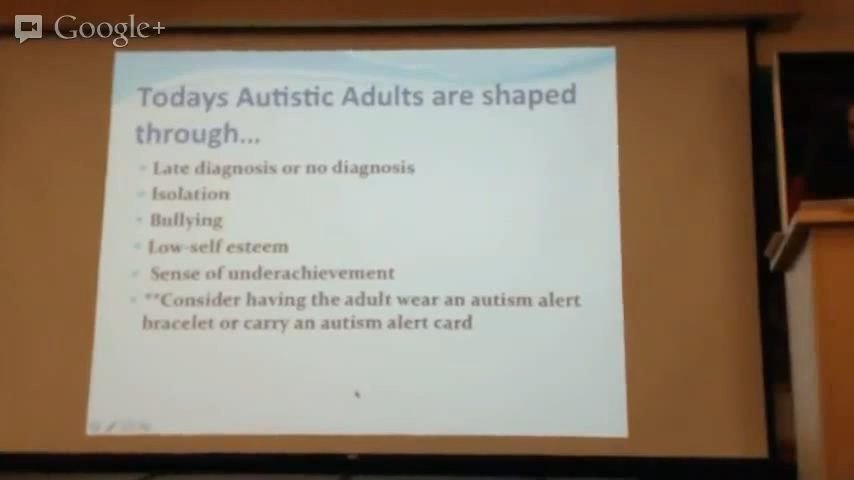 Google+
Todays Autistic Adults are shaped
through...
Late diagnosis or no diagnosis
Isolation
Bullying
Low-self esteem
Sense of underachievement
**Consider having the adult wear an autism alert
bracelet or carry an autism alert card